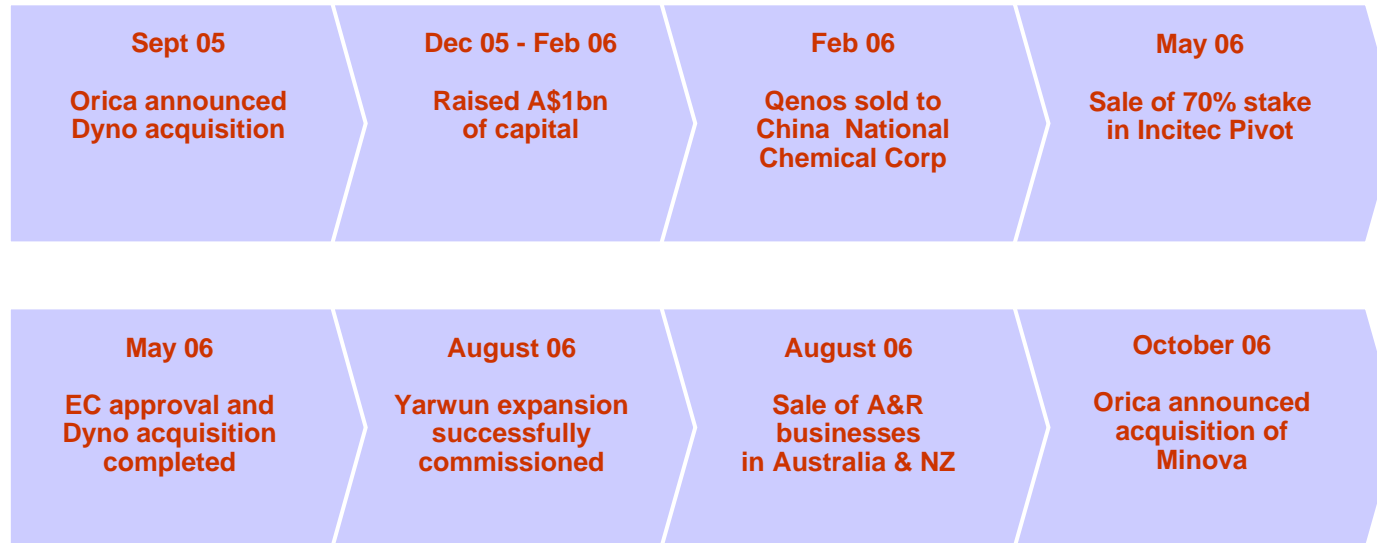 Sept 05
Orica announced
Dyno acquisition
Dec 05 - Feb 06
Raised A$1bn
of capital
Feb 06
Qenos sold to
China National
Chemical Corp
May 06
Sale of 70% stake
in Incitec Pivot
May 06
EC approval and
Dyno acquisition
completed
August 06
Yarwun expansion
successfully
commissioned
August 06
Sale of A&R
businesses
in Australia & NZ
October 06
Orica announced
acquisition of
Minova